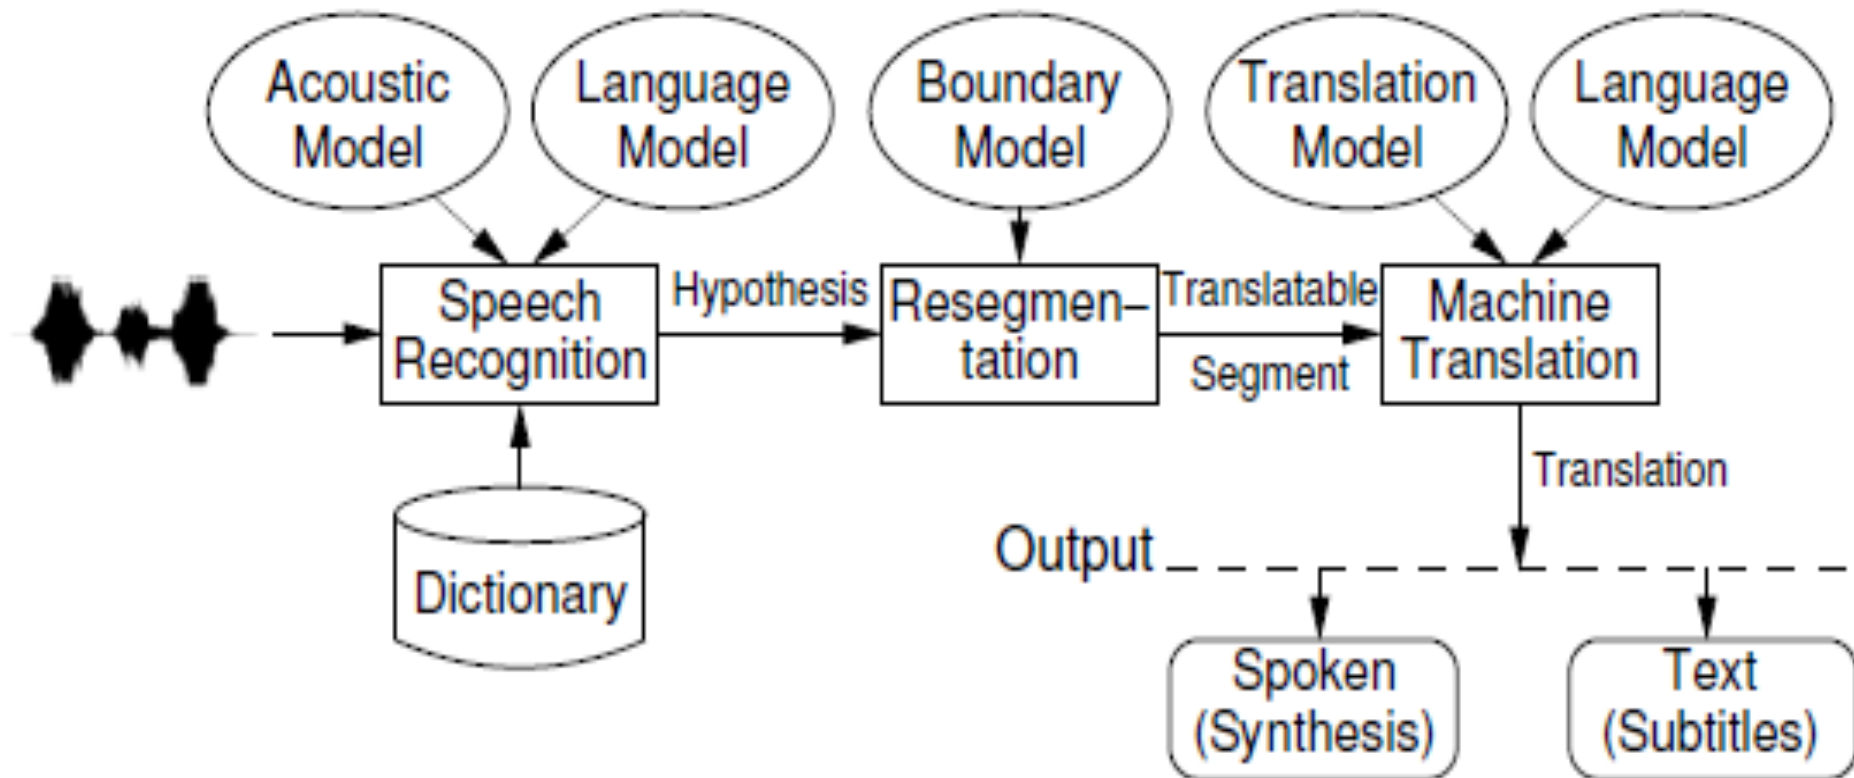 Acoustic
Model
Language
Model
Boundary
Model
Translation
Model
Language
Model
Speech
Recognition
Hypothesis
Resegmen–
tation
Translatable
Segment
Machine
Translation
Dictionary
Translation
Output
Spoken
(Synthesis)
Text
(Subtitles)